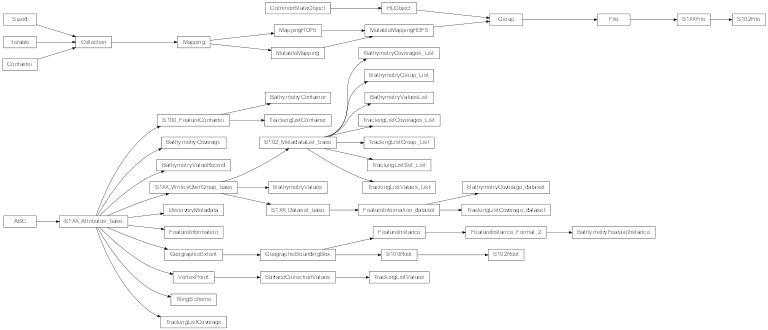 CommonStateObject
HLObject
Sized
Group
File
S1XXFile
S102File
MappingHDF5
MutableMappingHDF5
Iterable
Collection
Mapping
MutableMapping
BathymetryCoverages_List
Container
BathymetryGroup_List
BathymetryContainer
BathymetryValuesList
S100_FeatureContainer
TrackingListContainer
TrackingListCoverages_List
BathymetryCoverage
S102_MetadataList_base
TrackingListGroup_List
BathymetryValueRecord
TrackingListSet_List
S1XX_WritesOwnGroup_base
BathymetryValues
TrackingListValues_List
BathymetryCoverage_dataset
DiscoveryMetadata
S1XX_Dataset_base
FeatureInformation_dataset
TrackingListCoverage_dataset
ABC
S1XX_Attributes_base
FeatureInformation
FeatureInstance
FeatureInstance_Format_2
BathymetryFeatureInstance
GeographicExtent
GeographicBoundingBox
S100Root
S102Root
VertexPoint
SurfaceCorrectionValues
TrackingListValues
TilingScheme
TrackingListCoverage